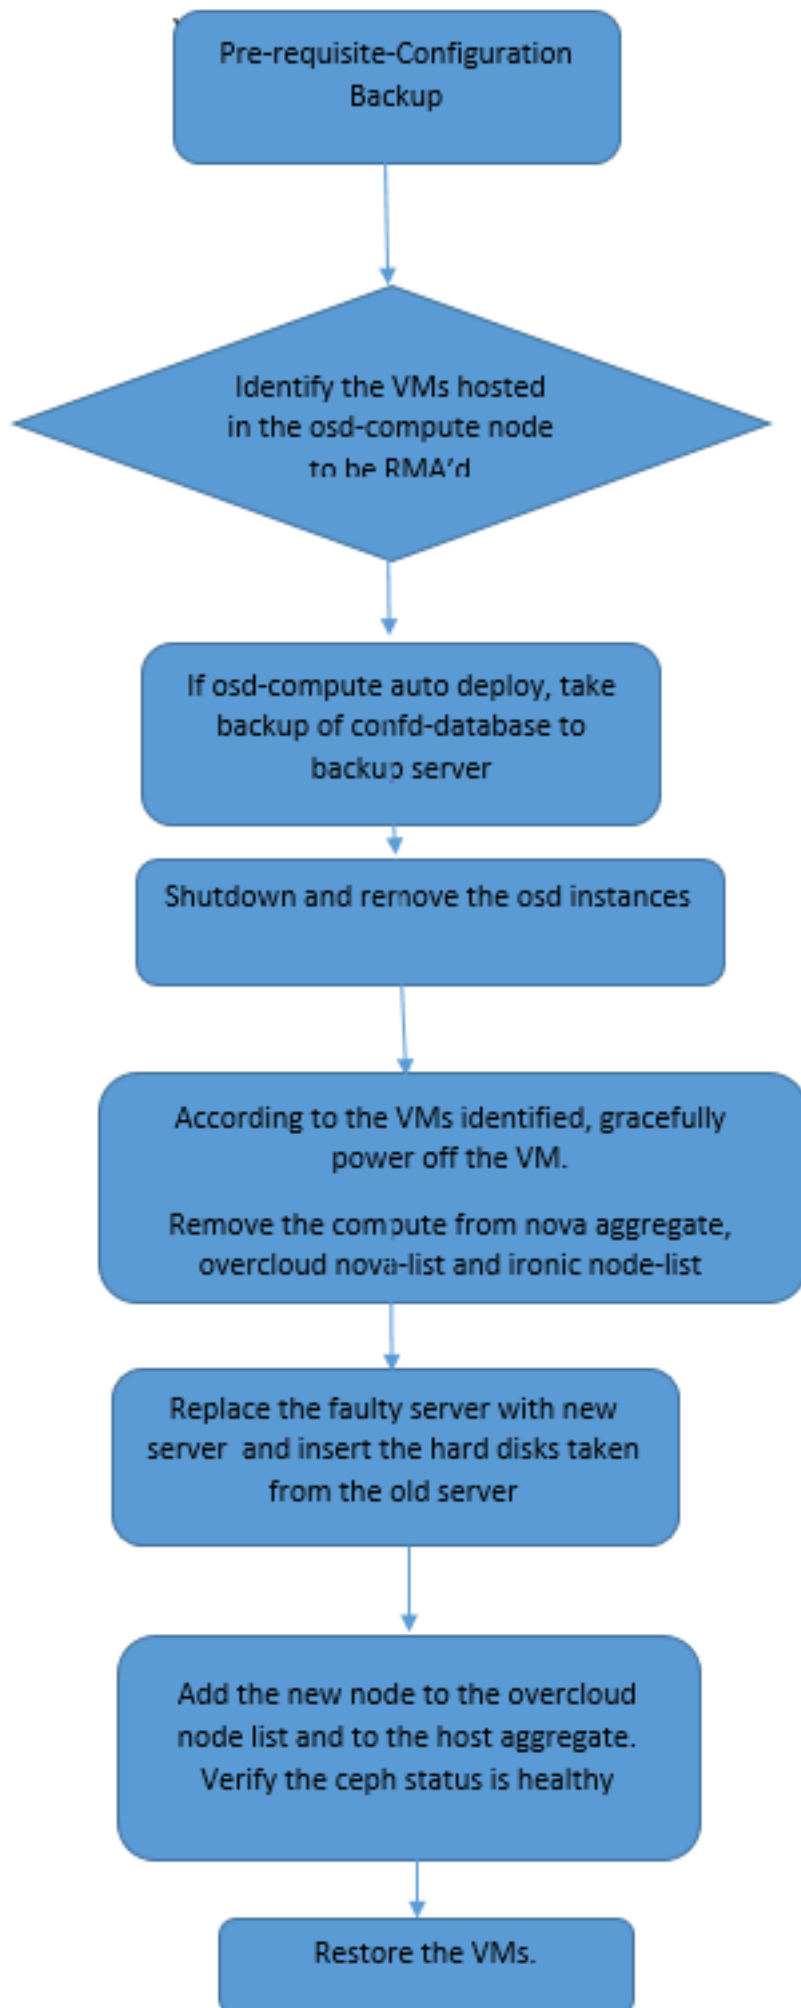 Pre-requisite-Configuration
Backup
Identify the VMs hosted
in the osd-compute node
to be RMA'd
If osd-compute auto deploy, take
backup of confd-database to
backup server
Shutdown and remove the osd instances
According to the VMs identified, gracefully
power off the VM.
Remove the compute from nova aggregate,
overcloud nova-list and ironic node-list
Replace the faulty server with new
server and insert the hard disks taken
from the old server
Add the new node to the overcloud
node list and to the host aggregate.
Verify the ceph status is healthy
Restore the VMs.